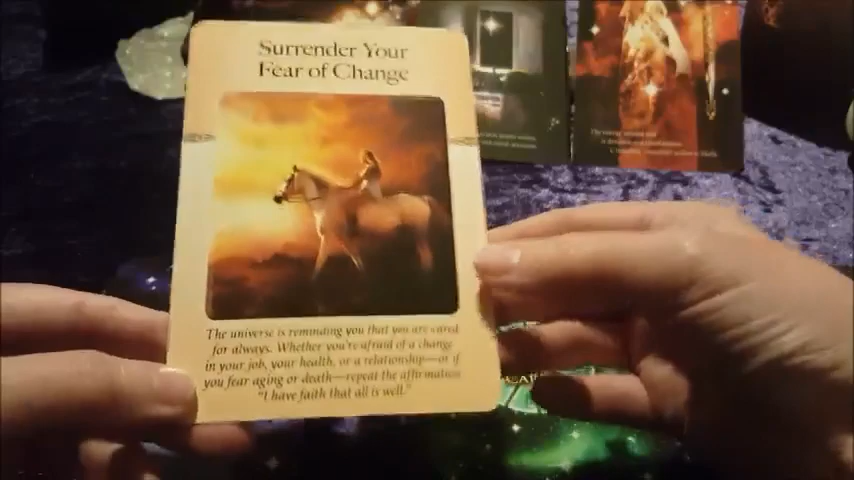 Surrender Your
Fear of Change
The universe is reminding you that you are cared
for always. Whether you're afraid of a change
in your job, your health, or a relationship—or if
you fear aging or death—repeat the affirmation
"I have faith that all is well."